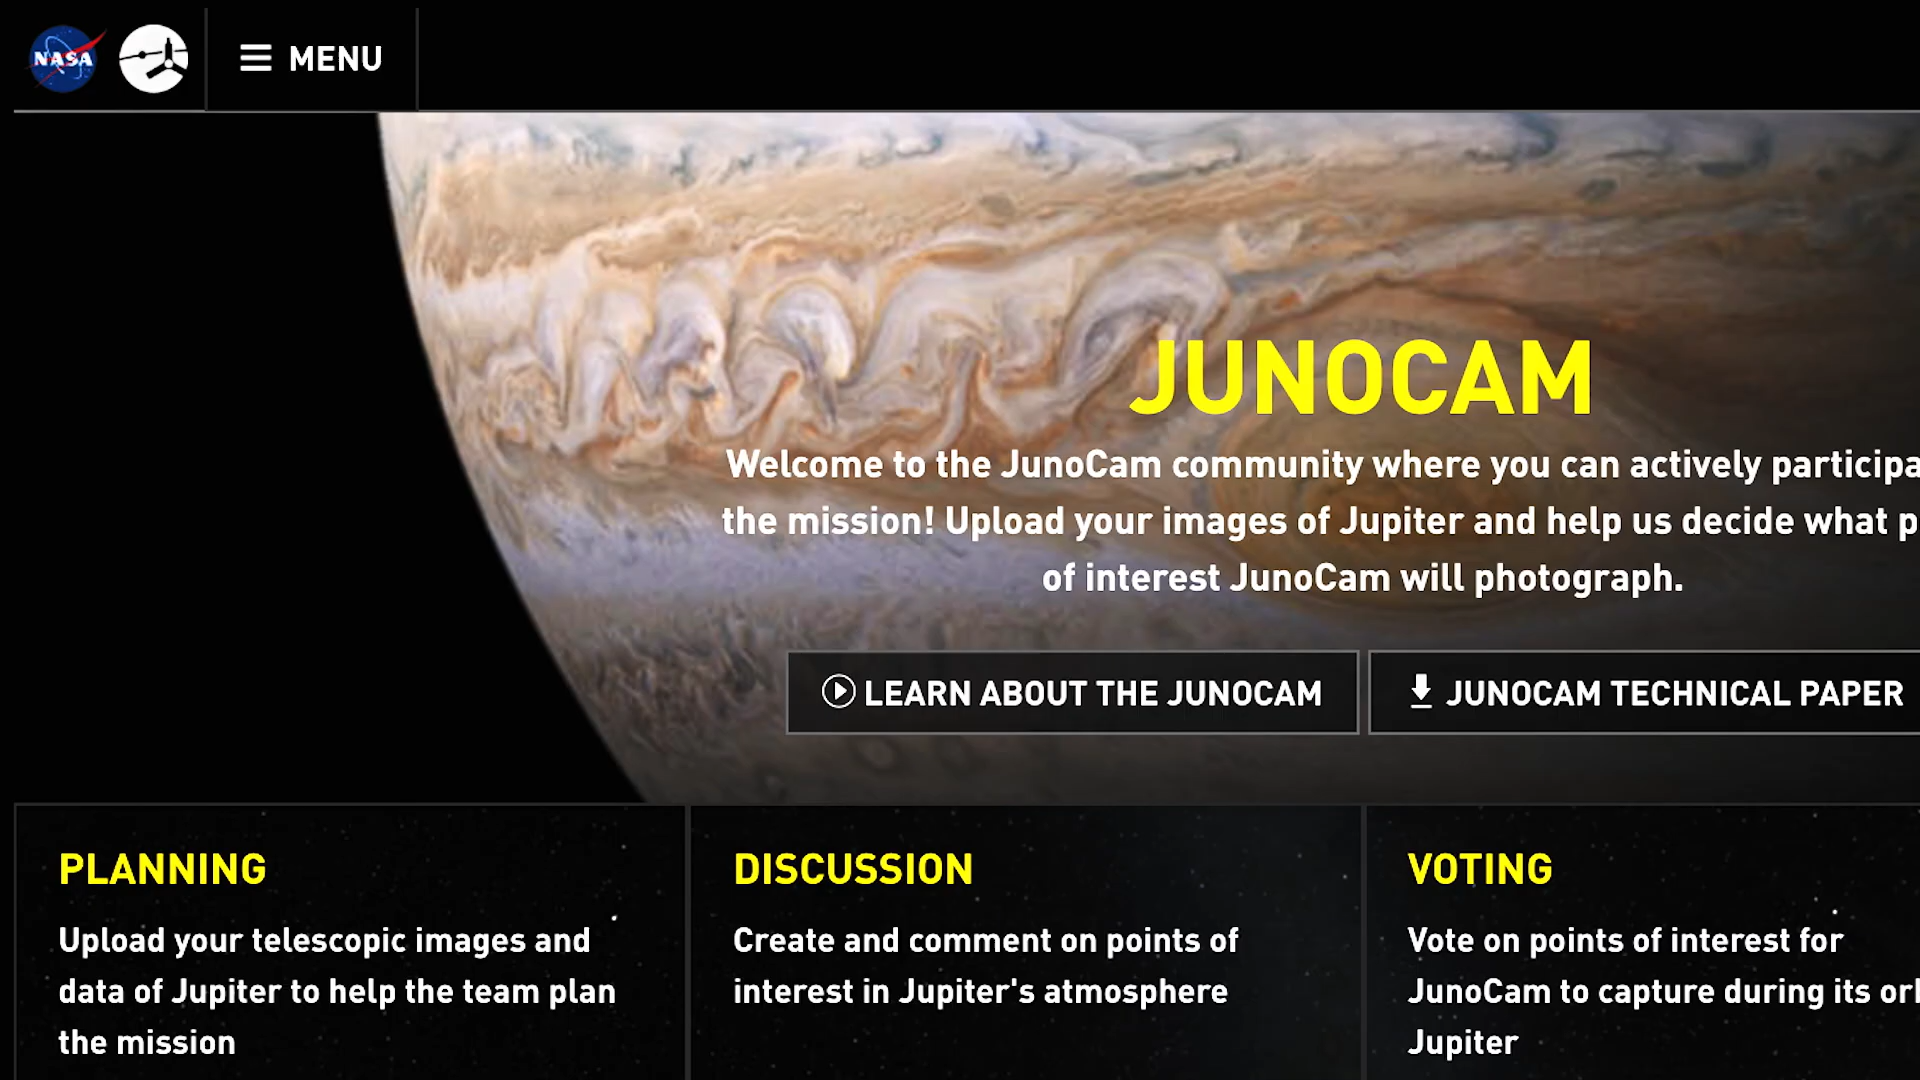 NASA
MENU
JUNOCAM
Welcome to the JunoCam community where you can actively
the mission! Upload your images of Jupiter and help us decide what
of interest JunoCam will photograph.
LEARN ABOUT THE JUNOCAM
JUNOCAM TECHNICAL PAPER
PLANNING
Upload your telescopic images and
data of Jupiter to help the team plan
the mission
DISCUSSION
Create and comment on points of
interest in Jupiter's atmosphere
VOTING
Vote on points of interest for
JunoCam to capture during its
Jupiter